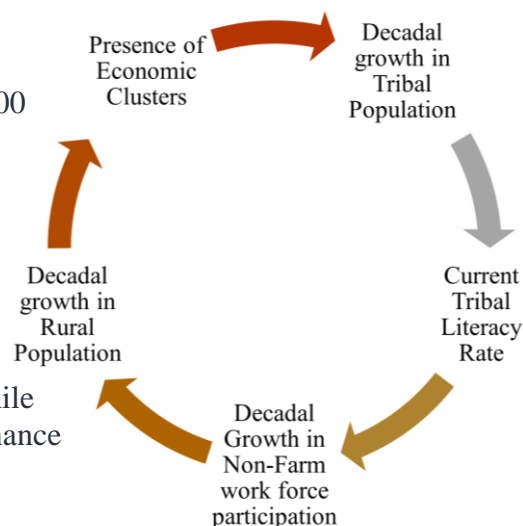 Presence of
Economic
Clusters
Decadal
growth in
Tribal
Population
00
Decadal
growth in
Rural
Population
Current
Tribal
Literacy
Rate
Decadal
Growth in
Non-Farm
work force
participation